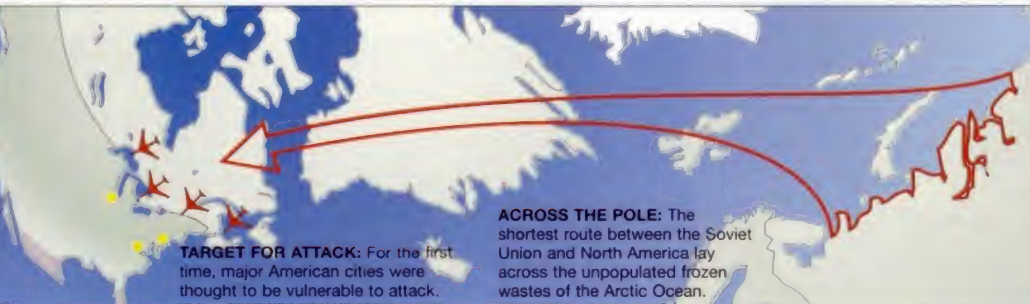 TARGET FOR ATTACK: For the first
time, major American cities were
thought to be vulnerable to attack.
ACROSS THE POLE: The
shortest route between the Soviet
Union and North America lay
across the unpopulated frozen
wastes of the Arctic Ocean.